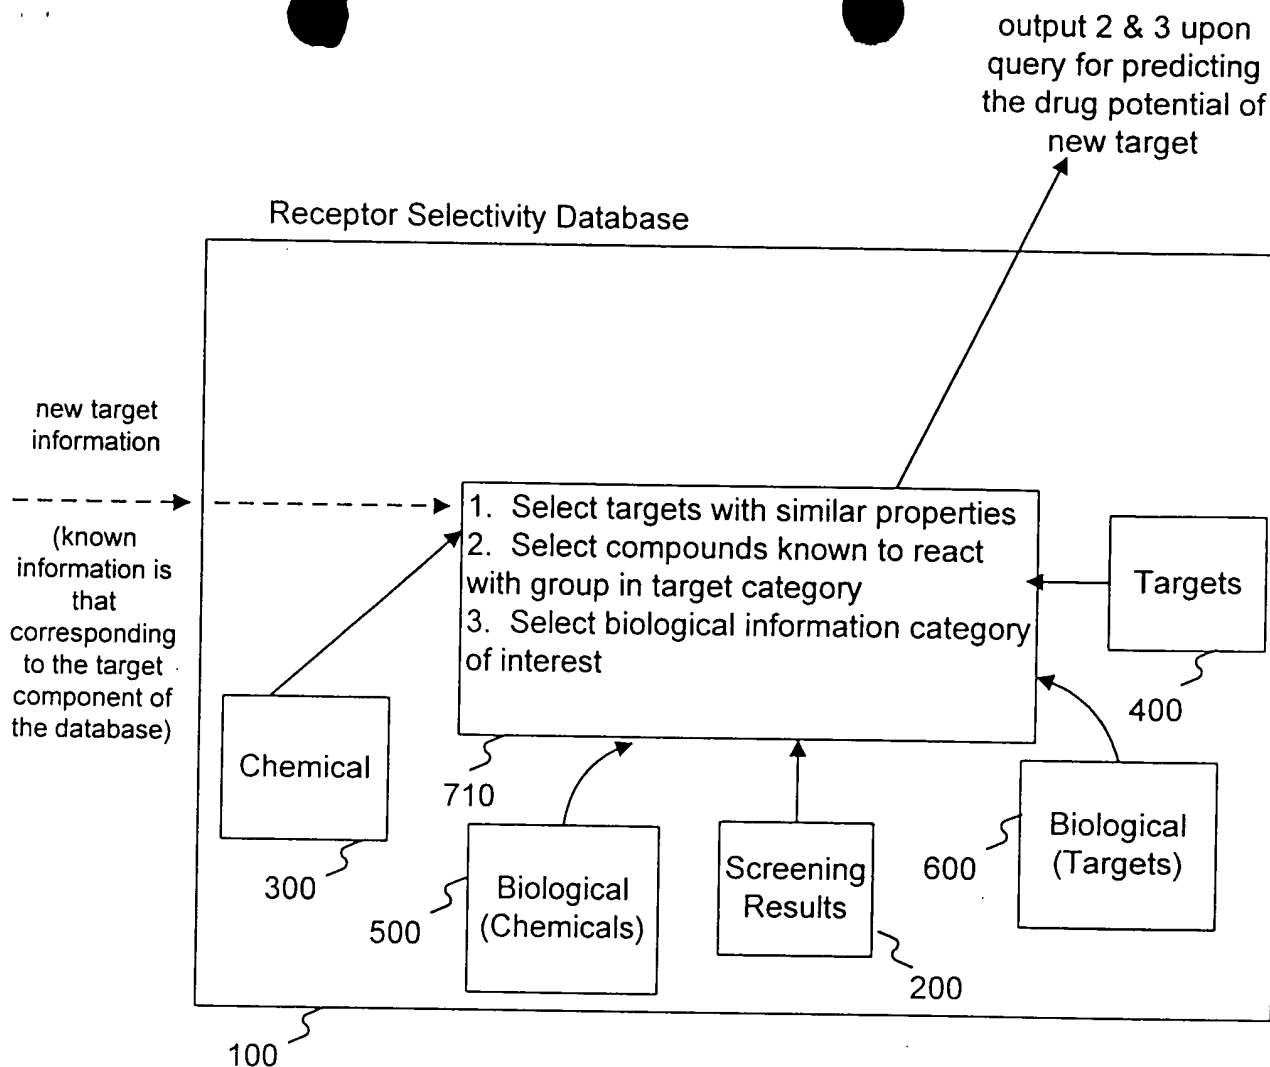 output 2 & 3 upon
query for predicting
the drug potential of
new target
Receptor Selectivity Database
new target
information
(known
information is
that
corresponding
to the target
component of
the database)
1. Select targets with similar properties
2. Select compounds known to react
with group in target category
3. Select biological information category
of interest
Targets
400
Chemical
300
710
Biological
(Chemicals)
500
Screening
Results
200
Biological
(Targets)
600
100